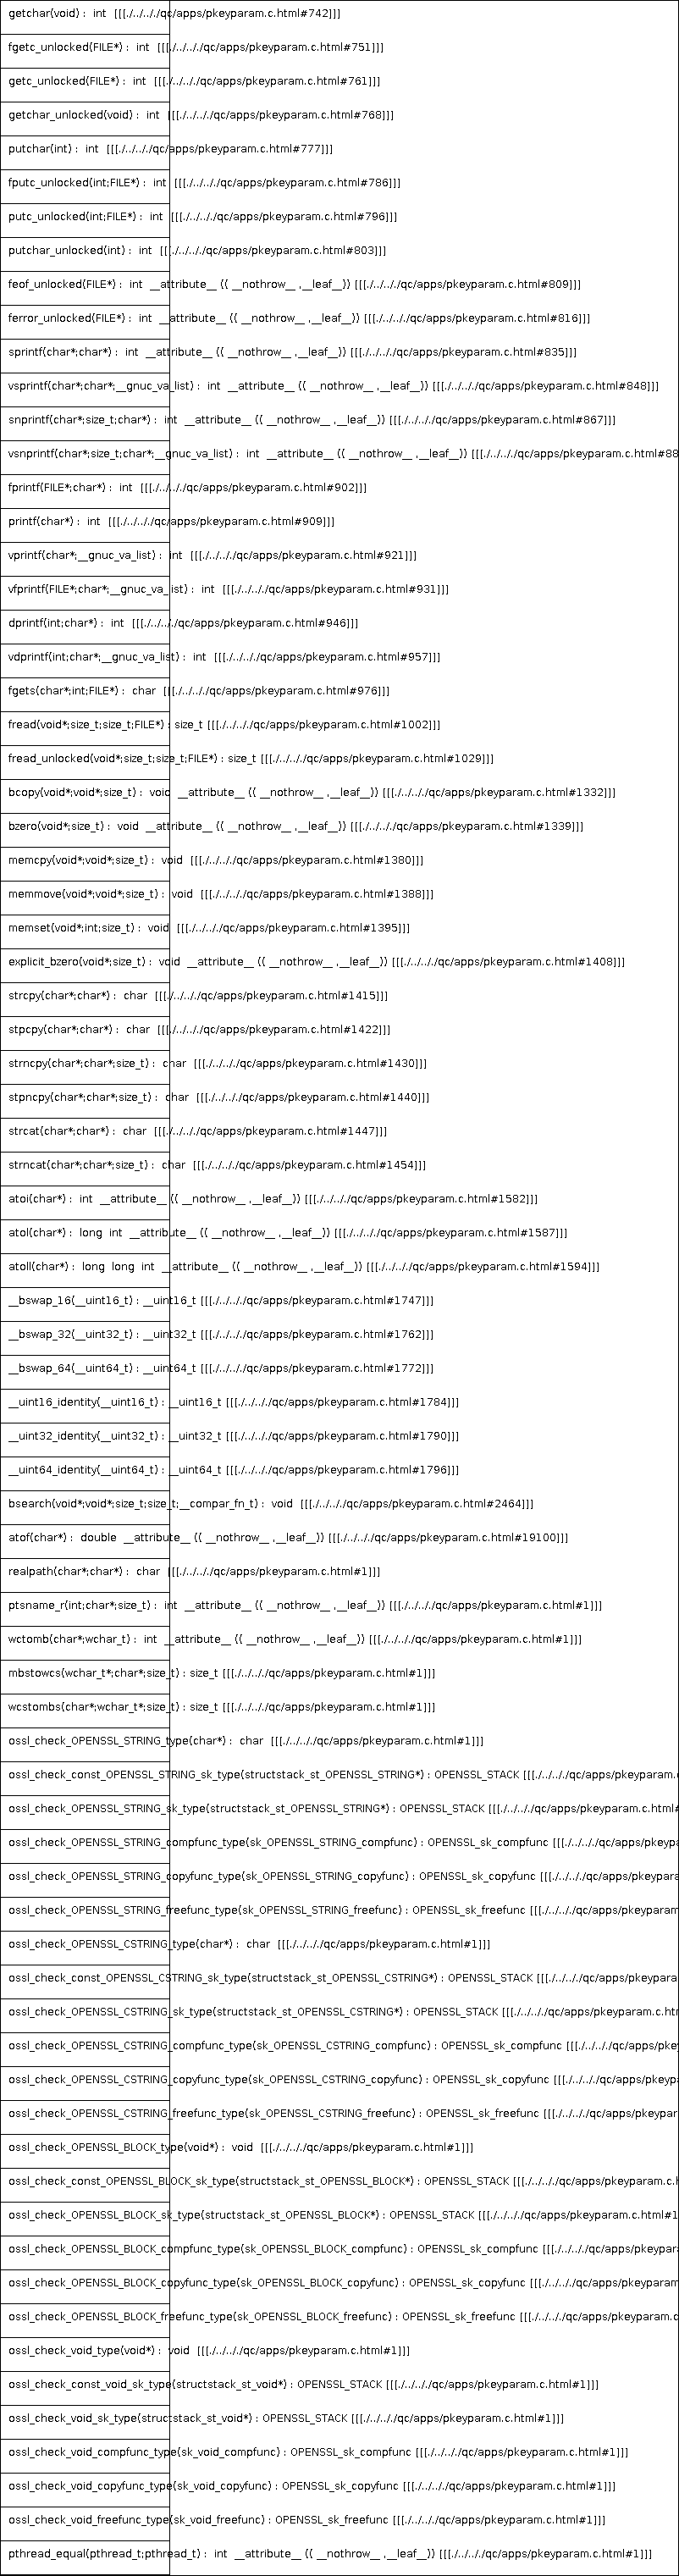 getchar(void) : int [[[./../.././qc/apps/pkeyparam.c.html#742]]]
fgetc_unlocked(FILE*) : int [[[./../.././qc/apps/pkeyparam.c.html#751]]]
getc_unlocked(FILE*) : int [[[./../.././qc/apps/pkeyparam.c.html#761]]]
getchar_unlocked(void) : int [[[./../.././qc/apps/pkeyparam.c.html#768]]]
putchar(int) : int [[[./../.././qc/apps/pkeyparam.c.html#777]]]
fputc_unlocked(int;FILE*) : int [[[./../.././qc/apps/pkeyparam.c.html#786]]]
putc_unlocked(int;FILE*) : int [[[./../.././qc/apps/pkeyparam.c.html#796]]]
putchar_unlocked(int) : int [[[./../.././qc/apps/pkeyparam.c.html#803]]]
feof_unlocked(FILE*) : int __attribute__ (( __nothrow__ ,__leaf__)) [[[./../.././qc/apps/pkeyparam.c.html#809]]]
ferror_unlocked(FILE*) : int __attribute__ (( __nothrow__ ,__leaf__)) [[[./../.././qc/apps/pkeyparam.c.html#816]]]
sprintf(char*;char*) : int __attribute__ (( __nothrow__ ,__leaf__)) [[[./../.././qc/apps/pkeyparam.c.html#835]]]
vsprintf(char*;char*;__gnuc_va_list) : int __attribute__ (( __nothrow__ ,__leaf__)) [[[./../.././qc/apps/pkeyparam.c.html#848]]]
snprintf(char*;size_t;char*) : int __attribute__ (( __nothrow__ ,__leaf__)) [[[./../.././qc/apps/pkeyparam.c.html#867]]]
vsnprintf(char*;size_t;char*;__gnuc_va_list) : int __attribute__ (( __nothrow__ ,__leaf__)) [[[./../.././qc/apps/pkeyparam.c.html#88
fprintf(FILE*;char*) : int [[[./../.././qc/apps/pkeyparam.c.html#902]]]
printf(char*) : int [[[./../.././qc/apps/pkeyparam.c.html#909]]]
vprintf(char*;__gnuc_va_list) : int [[[./../.././qc/apps/pkeyparam.c.html#921]]]
vfprintf(FILE*;char*;__gnuc_va_list) : int [[[./../.././qc/apps/pkeyparam.c.html#931]]]
dprintf(int;char*) : int [[[./../.././qc/apps/pkeyparam.c.html#946]]]
vdprintf(int;char*;__gnuc_va_list) : int [[[./../.././qc/apps/pkeyparam.c.html#957]]]
fgets(char*;int;FILE*) : char [[[./../.././qc/apps/pkeyparam.c.html#976]]]
fread(void*;size_t;size_t;FILE*) : size_t [[[./../.././qc/apps/pkeyparam.c.html#1002]]]
fread_unlocked(void*;size_t;size_t;FILE*) : size_t [[[./../.././qc/apps/pkeyparam.c.html#1029]]]
bcopy(void*;void*;size_t) : void __attribute__ (( __nothrow__ ,__leaf__)) [[[./../.././qc/apps/pkeyparam.c.html#1332]]]
bzero(void*;size_t) : void __attribute__ (( __nothrow__ ,__leaf__)) [[[./../.././qc/apps/pkeyparam.c.html#1339]]]
memcpy(void*;void*;size_t) : void [[[./../.././qc/apps/pkeyparam.c.html#1380]]]
memmove(void*;void*;size_t) : void [[[./../.././qc/apps/pkeyparam.c.html#1388]]]
memset(void*;int;size_t) : void [[[./../.././qc/apps/pkeyparam.c.html#1395]]]
explicit_bzero(void*;size_t) : void __attribute__ (( __nothrow__ ,__leaf__)) [[[./../.././qc/apps/pkeyparam.c.html#1408]]]
strcpy(char*;char*) : char [[[./../.././qc/apps/pkeyparam.c.html#1415]]]
stpcpy(char*;char*) : char [[[./../.././qc/apps/pkeyparam.c.html#1422]]]
strncpy(char*;char*;size_t) : char [[[./../.././qc/apps/pkeyparam.c.html#1430]]]
stpncpy(char*;char*;size_t) : char [[[./../.././qc/apps/pkeyparam.c.html#1440]]]
strcat(char*;char*) : char [[[./../.././qc/apps/pkeyparam.c.html#1447]]]
strncat(char*;char*;size_t) : char [[[./../.././qc/apps/pkeyparam.c.html#1454]]]
atoi(char*) : int __attribute__ (( __nothrow__ ,__leaf__)) [[[./../.././qc/apps/pkeyparam.c.html#1582]]]
atol(char*) : long int __attribute__ (( __nothrow__ ,__leaf__)) [[[./../.././qc/apps/pkeyparam.c.html#1587]]]
atoll(char*) : long long int __attribute__ (( __nothrow__ ,__leaf__)) [[[./../.././qc/apps/pkeyparam.c.html#1594]]]
__bswap_16(__uint16_t) : __uint16_t [[[./../.././qc/apps/pkeyparam.c.html#1747]]]
__bswap_32(__uint32_t) : __uint32_t [[[./../.././qc/apps/pkeyparam.c.html#1762]]]
__bswap_64(__uint64_t) : __uint64_t [[[./../.././qc/apps/pkeyparam.c.html#1772]]]
__uint16_identity(__uint16_t) : __uint16_t [[[./../.././qc/apps/pkeyparam.c.html#1784]]]
__uint32_identity(__uint32_t) : __uint32_t [[[./../.././qc/apps/pkeyparam.c.html#1790]]]
__uint64_identity(__uint64_t) : __uint64_t [[[./../.././qc/apps/pkeyparam.c.html#1796]]]
bsearch(void*;void*;size_t;size_t;__compar_fn_t) : void [[[./../.././qc/apps/pkeyparam.c.html#2464]]]
atof(char*) : double __attribute__ (( __nothrow__ ,__leaf__)) [[[./../.././qc/apps/pkeyparam.c.html#19100]]]
realpath(char*;char*) : char [[[./../.././qc/apps/pkeyparam.c.html#1]]]
ptsname_r(int;char*;size_t) : int __attribute__ (( __nothrow__ ,__leaf__)) [[[./../.././qc/apps/pkeyparam.c.html#1]]]
wctomb(char*;wchar_t) : int __attribute__ (( __nothrow__ ,__leaf__)) [[[./../.././qc/apps/pkeyparam.c.html#1]]]
mbstowcs(wchar_t*;char*;size_t) : size_t [[[./../.././qc/apps/pkeyparam.c.html#1]]]
wcstombs(char*;wchar_t*;size_t) : size_t [[[./../.././qc/apps/pkeyparam.c.html#1]]]
ossl_check_OPENSSL_STRING_type(char*) : char [[[./../.././qc/apps/pkeyparam.c.html#1]]]
ossl_check_const_OPENSSL_STRING_sk_type(structstack_st_OPENSSL_STRING*) : OPENSSL_STACK [[[./../.././qc/apps/pkeyparam.
ossl_check_OPENSSL_STRING_sk_type(structstack_st_OPENSSL_STRING*) : OPENSSL_STACK [[[./../.././qc/apps/pkeyparam.c.html#
ossl_check_OPENSSL_STRING_compfunc_type(sk_OPENSSL_STRING_compfunc) : OPENSSL_sk_compfunc [[[./../.././qc/apps/pkeyp
ossl_check_OPENSSL_STRING_copyfunc_type(sk_OPENSSL_STRING_copyfunc) : OPENSSL_sk_copyfunc [[[./../.././qc/apps/pkeypara
ossl_check_OPENSSL_STRING_freefunc_type(sk_OPENSSL_STRING_freefunc) : OPENSSL_sk_freefunc [[[./../.././qc/apps/pkeyparam
ossl_check_OPENSSL_CSTRING_type(char*) : char [[[./../.././qc/apps/pkeyparam.c.html#1]]]
ossl_check_const_OPENSSL_CSTRING_sk_type(structstack_st_OPENSSL_CSTRING*) : OPENSSL_STACK [[[./../.././qc/apps/pkeypara
ossl_check_OPENSSL_CSTRING_sk_type(structstack_st_OPENSSL_CSTRING*) : OPENSSL_STACK [[[./../.././qc/apps/pkeyparam.c.ht
ossl_check_OPENSSL_CSTRING_compfunc_type(sk_OPENSSL_CSTRING_compfunc) : OPENSSL_sk_compfunc [[[./../.././qc/apps/pkey
ossl_check_OPENSSL_CSTRING_copyfunc_type(sk_OPENSSL_CSTRING_copyfunc) : OPENSSL_sk_copyfunc [[[./../.././qc/apps/pkeyp
ossl_check_OPENSSL_CSTRING_freefunc_type(sk_OPENSSL_CSTRING_freefunc) : OPENSSL_sk_freefunc [[[./../.././qc/apps/pkeypar
ossl_check_OPENSSL_BLOCK_type(void*) : void [[[./../.././qc/apps/pkeyparam.c.html#1]]]
ossl_check_const_OPENSSL_BLOCK_sk_type(structstack_st_OPENSSL_BLOCK*) : OPENSSL_STACK [[[./../.././qc/apps/pkeyparam.c.h
ossl_check_OPENSSL_BLOCK_sk_type(structstack_st_OPENSSL_BLOCK*) : OPENSSL_STACK [[[./../.././qc/apps/pkeyparam.c.html#1
ossl_check_OPENSSL_BLOCK_compfunc_type(sk_OPENSSL_BLOCK_compfunc) : OPENSSL_sk_compfunc [[[./../.././qc/apps/pkeypar
ossl_check_OPENSSL_BLOCK_copyfunc_type(sk_OPENSSL_BLOCK_copyfunc) : OPENSSL_sk_copyfunc [[[./../.././qc/apps/pkeyparam
ossl_check_OPENSSL_BLOCK_freefunc_type(sk_OPENSSL_BLOCK_freefunc) : OPENSSL_sk_freefunc [[[./../.././qc/apps/pkeyparam.c
ossl_check_void_type(void*) : void [[[./../.././qc/apps/pkeyparam.c.html#1]]]
ossl_check_const_void_sk_type(structstack_st_void*) : OPENSSL_STACK [[[./../.././qc/apps/pkeyparam.c.html#1]]]
ossl_check_void_sk_type(structstack_st_void*) : OPENSSL_STACK [[[./../.././qc/apps/pkeyparam.c.html#1]]]
ossl_check_void_compfunc_type(sk_void_compfunc) : OPENSSL_sk_compfunc [[[./../.././qc/apps/pkeyparam.c.html#1]]]
ossl_check_void_copyfunc_type(sk_void_copyfunc) : OPENSSL_sk_copyfunc [[[./../.././qc/apps/pkeyparam.c.html#1]]]
ossl_check_void_freefunc_type(sk_void_freefunc) : OPENSSL_sk_freefunc [[[./../.././qc/apps/pkeyparam.c.html#1]]]
pthread_equal(pthread_t;pthread_t) : int __attribute__ (( __nothrow__ ,__leaf__)) [[[./../.././qc/apps/pkeyparam.c.html#1]]]